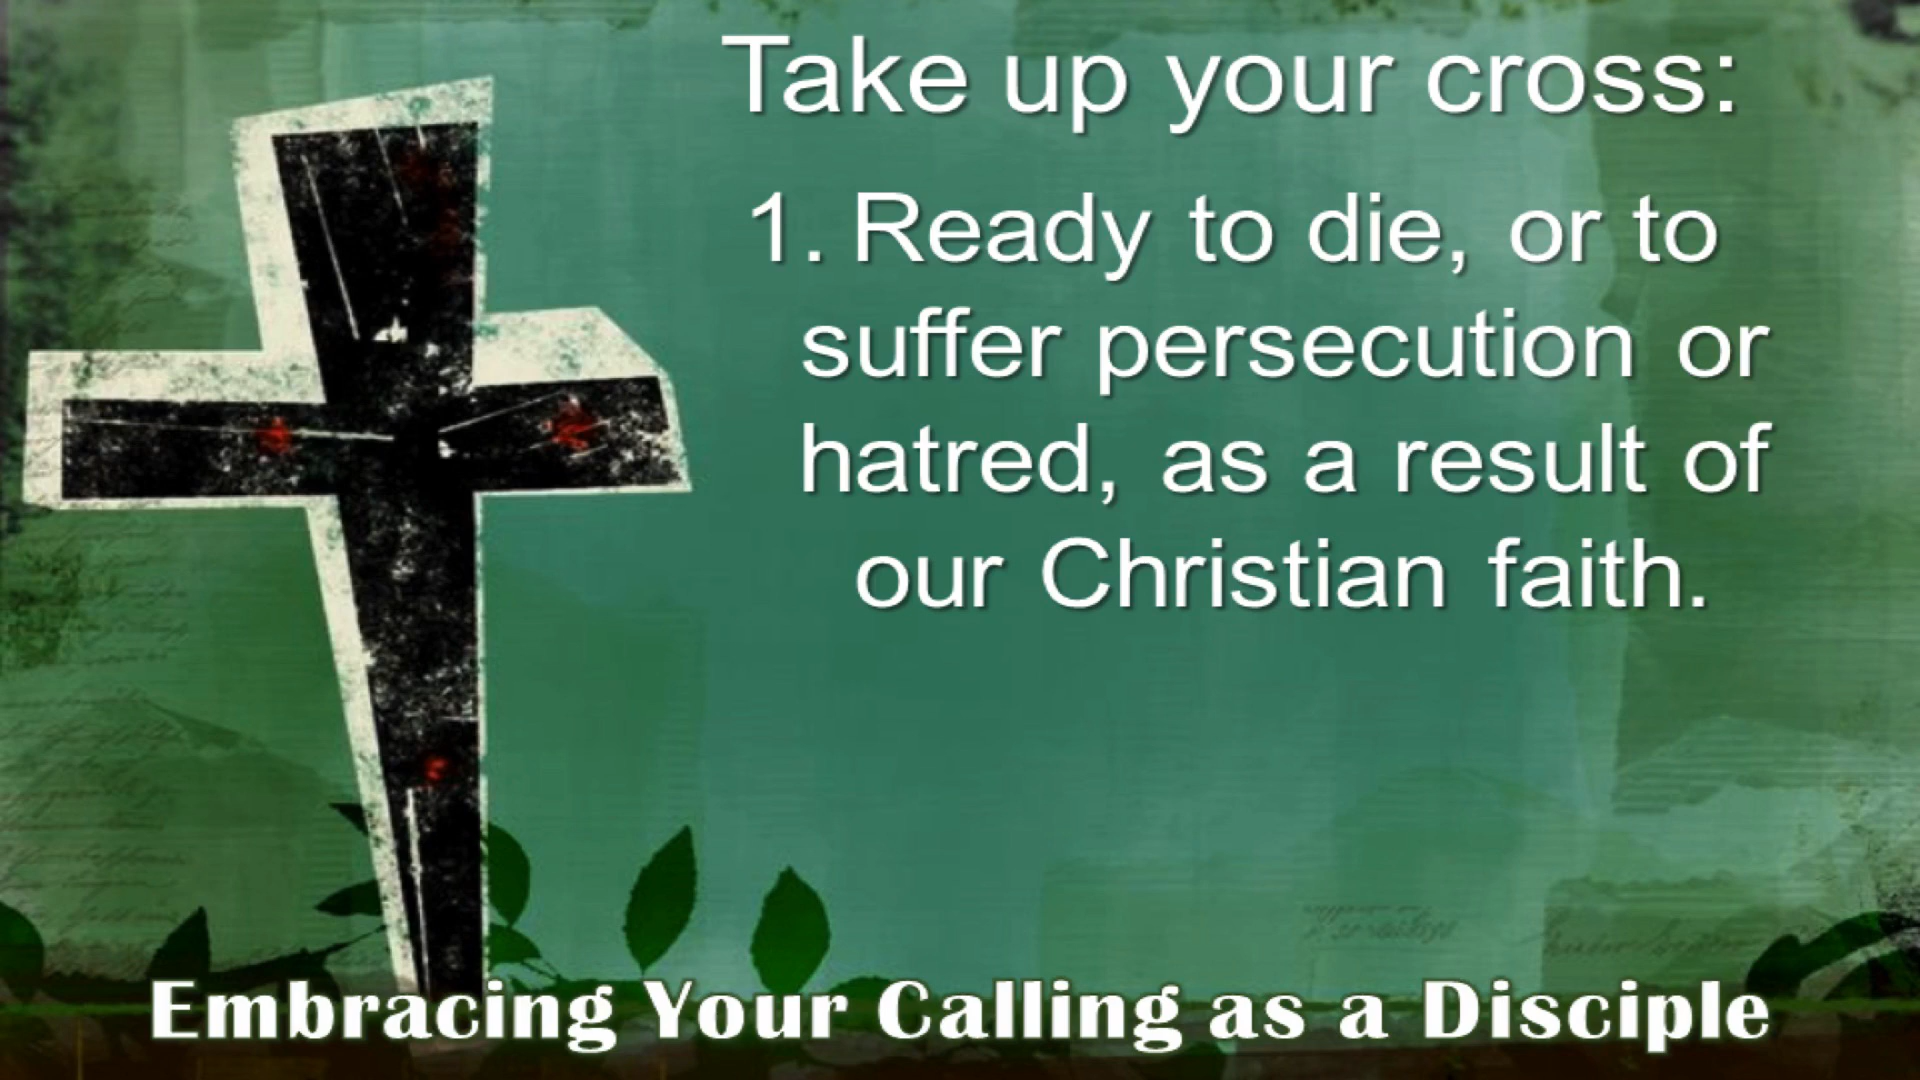 Take up your cross:
1. Ready to die, or to
suffer persecution or
hatred, as a result of
our Christian faith.
Embracing Your Calling as a Disciple